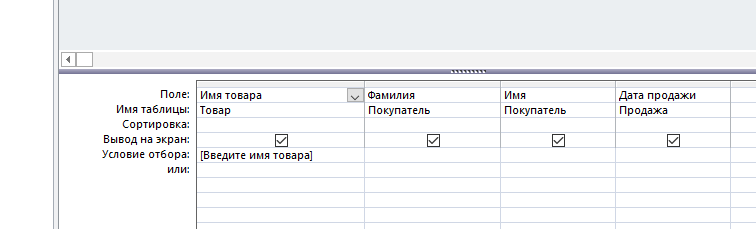 Поле: Имя товара Фамилия Имя Дата продажи
Имя таблицы: Товар Покупатель Покупатель Продажа
Сортировка:
Вывод на экран:
Условие отбора: [Введите имя товара]
или: